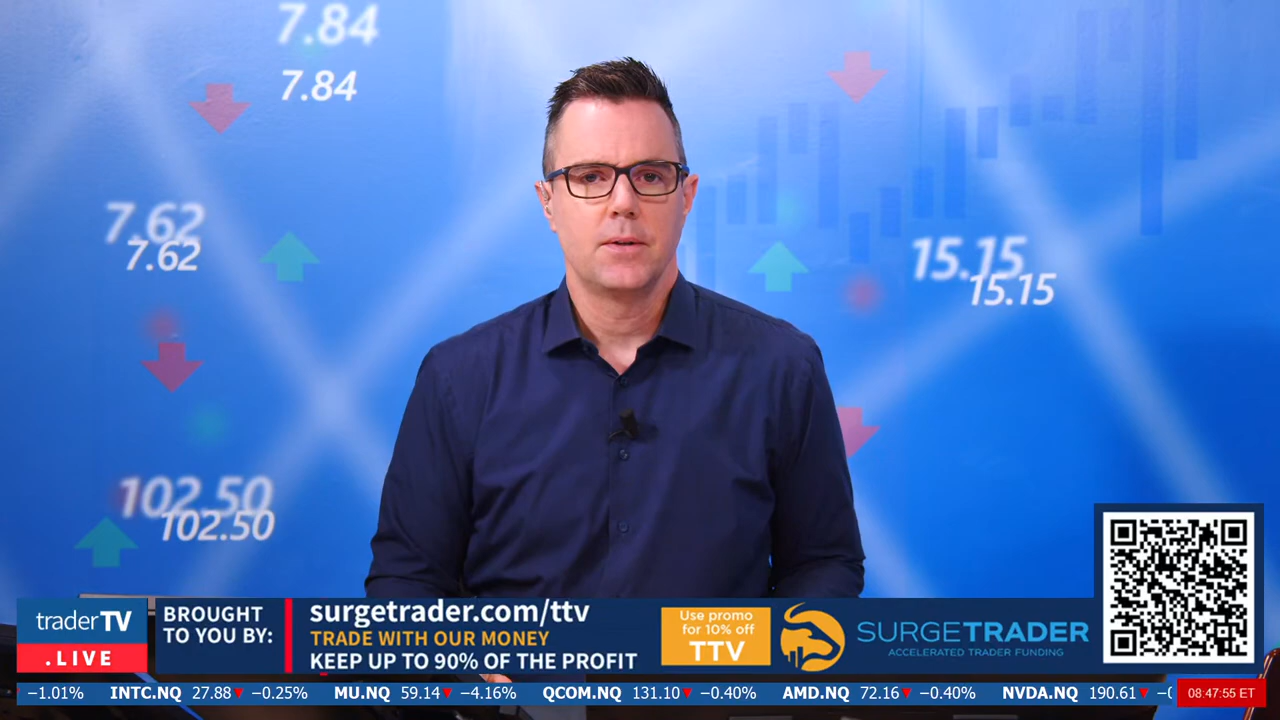 7.84
7.84
7.62
7.62
15.15
15.15
102.50
102.50
traderTV
.LIVE
BROUGHT
TO YOU BY:
surgetrader.com/ttv
TRADE WITH OUR MONEY
KEEP UP TO 90% OF THE PROFIT
Use promo
for 10% off
TTV
SURGETRADER
ACCELERATED TRADER FUNDING
−1.01% INTC.NQ 27.88▼ −0.25% MU.NQ 59.14▼ −4.16% QCOM.NQ 131.10▼ −0.40% AMD.NQ 72.16▼ −0.40% NVDA.NQ 190.61▼
08:47:55 ET